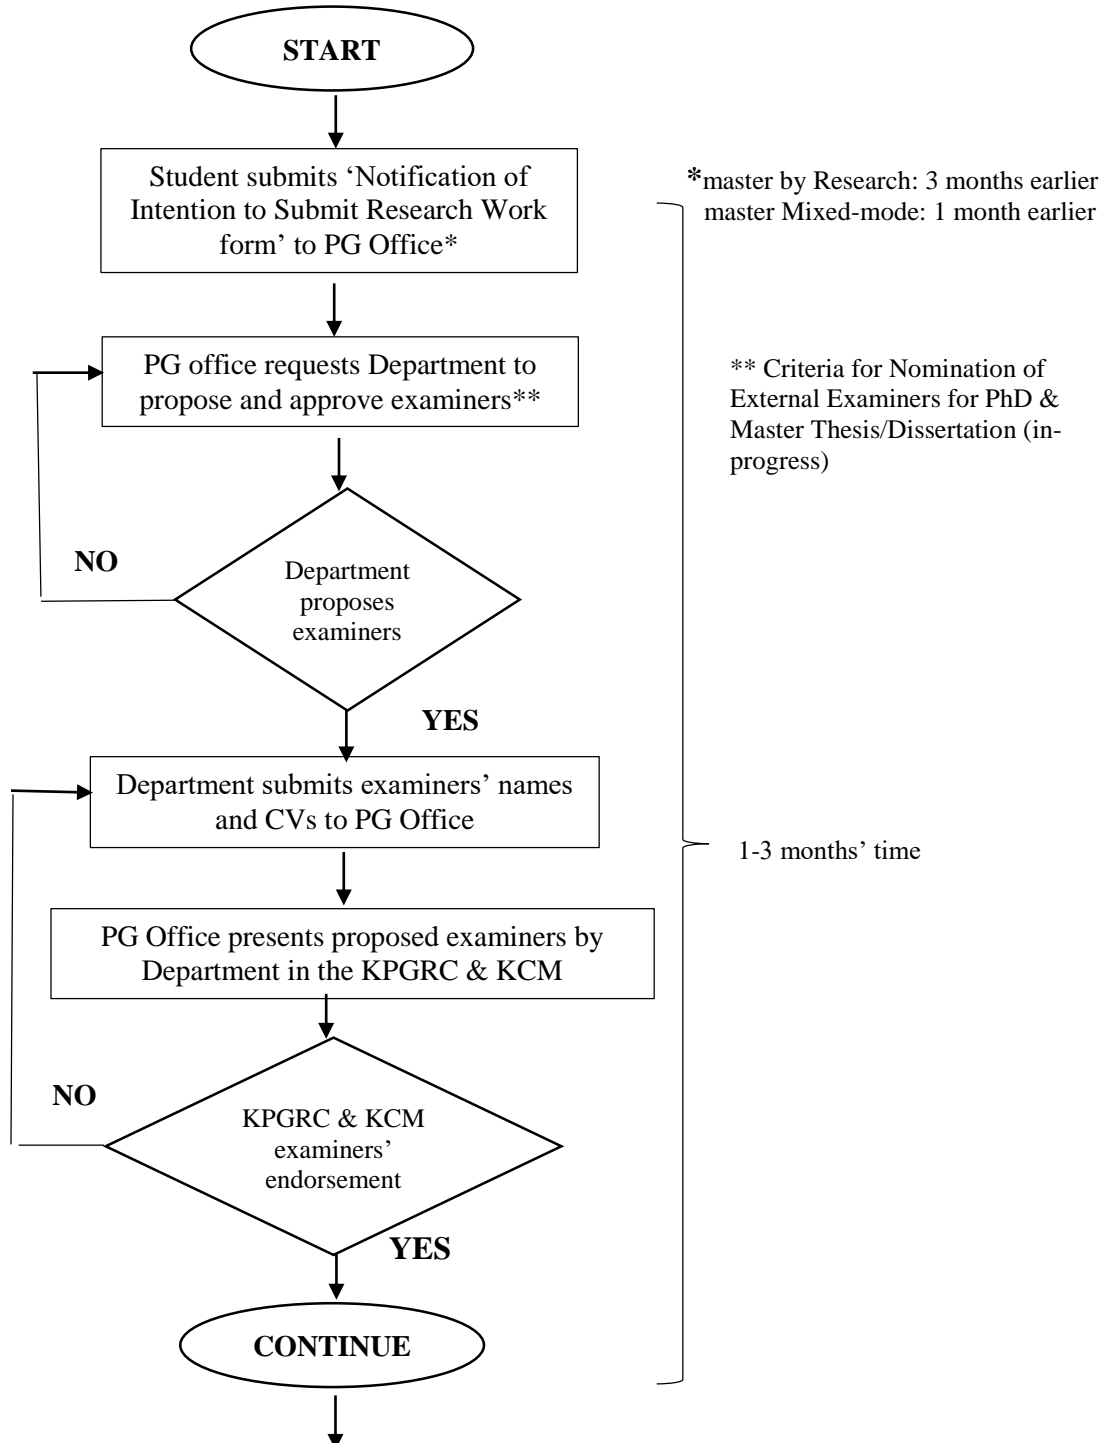 START
Student submits ‘Notification of
Intention to Submit Research Work
form’ to PG Office*
*master by Research: 3 months earlier
master Mixed-mode: 1 month earlier
PG office requests Department to
propose and approve examiners**
** Criteria for Nomination of
External Examiners for PhD &
Master Thesis/Dissertation (in-
progress)
NO
Department
proposes
examiners
YES
Department submits examiners’ names
and CVs to PG Office
1-3 months’ time
PG Office presents proposed examiners by
Department in the KPGRC & KCM
NO
KPGRC & KCM
examiners’
endorsement
YES
CONTINUE